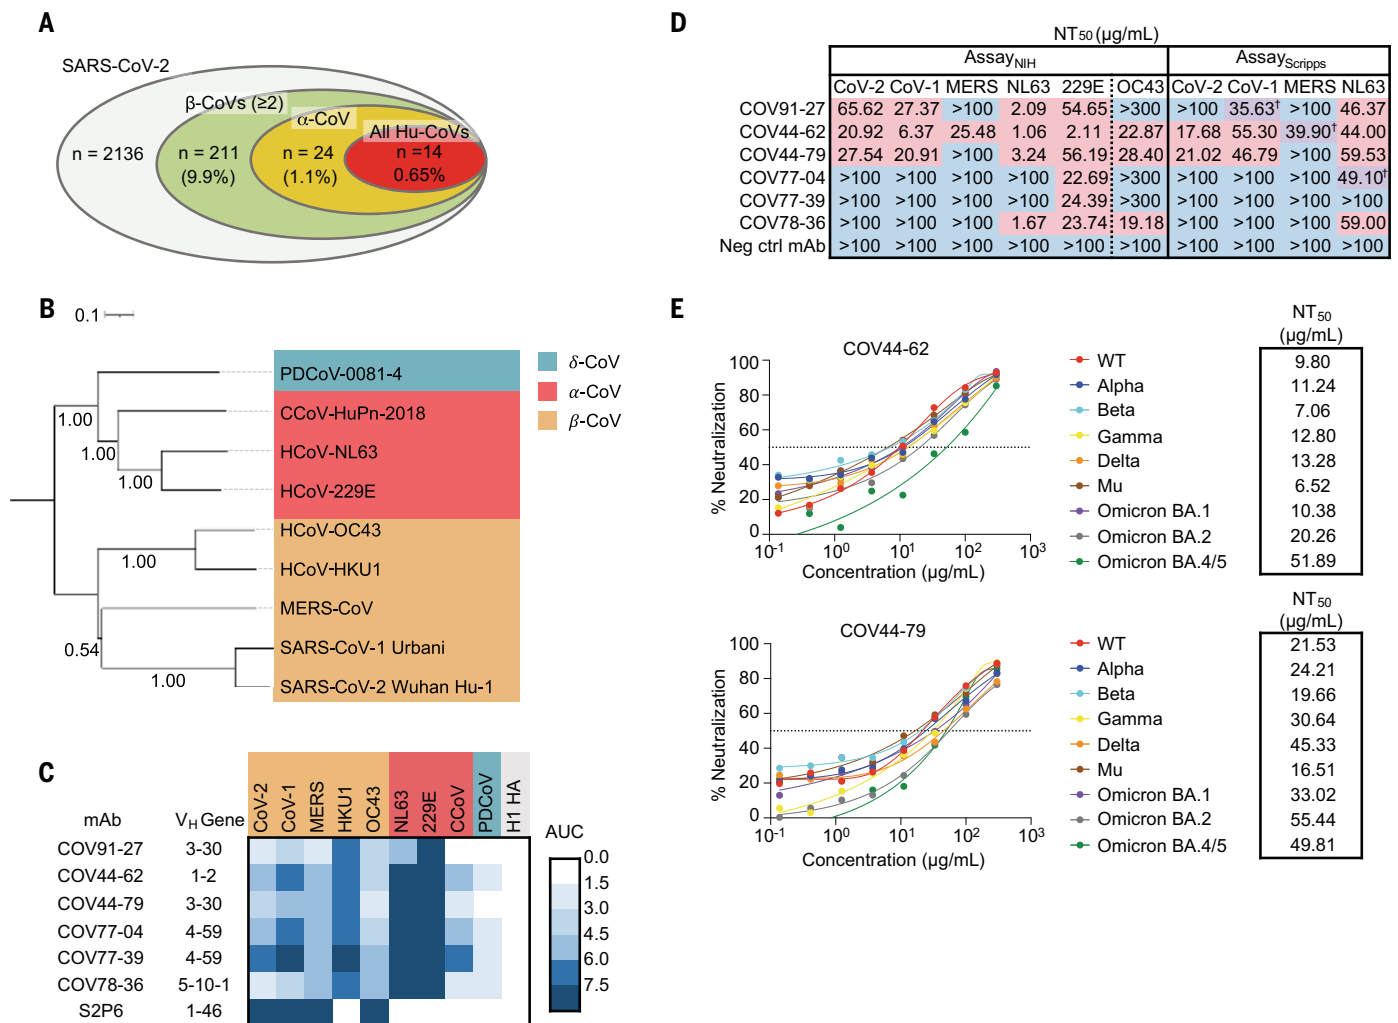 A
SARS-CoV-2
β-CoVs (≥2)
α-CoV
All Hu-CoVs
n = 2136
n = 211
(9.9%)
n = 24
(1.1%)
n =14
0.65%
B
0.1
PDCoV-0081-4
CCoV-HuPn-2018
HCoV-NL63
HCoV-229E
HCoV-OC43
HCoV-HKU1
MERS-CoV
SARS-CoV-1 Urbani
SARS-CoV-2 Wuhan Hu-1
1.00
1.00
1.00
1.00
0.54
1.00
δ-CoV
α-CoV
β-CoV
C
mAb VH Gene CoV-2 CoV-1 MERS HKU1 OC43 NL63 229E CCoV PDCoV H1 HA
COV91-27 3-30
COV44-62 1-2
COV44-79 3-30
COV77-04 4-59
COV77-39 4-59
COV78-36 5-10-1
S2P6 1-46
AUC
0.0
1.5
3.0
4.5
6.0
7.5
D
NT50 (µg/mL)
AssayNIH AssayScripps
CoV-2 CoV-1 MERS NL63 229E OC43 CoV-2 CoV-1 MERS NL63
COV91-27 65.62 27.37 >100 2.09 54.65 >300 >100 35.63† >100 46.37
COV44-62 20.92 6.37 25.48 1.06 2.11 22.87 17.68 55.30 39.90† 44.00
COV44-79 27.54 20.91 >100 3.24 56.19 28.40 21.02 46.79 >100 59.53
COV77-04 >100 >100 >100 >100 22.69 >300 >100 >100 >100 49.10†
COV77-39 >100 >100 >100 >100 24.39 >300 >100 >100 >100 >100
COV78-36 >100 >100 >100 1.67 23.74 19.18 >100 >100 >100 59.00
Neg ctrl mAb >100 >100 >100 >100 >100 >100 >100 >100 >100 >100
E
COV44-62
% Neutralization
100
80
60
40
20
0
10-1 100 101 102 103
Concentration (µg/mL)
NT50
(µg/mL)
WT 9.80
Alpha 11.24
Beta 7.06
Gamma 12.80
Delta 13.28
Mu 6.52
Omicron BA.1 10.38
Omicron BA.2 20.26
Omicron BA.4/5 51.89
COV44-79
% Neutralization
100
80
60
40
20
0
10-1 100 101 102 103
Concentration (µg/mL)
NT50
(µg/mL)
WT 21.53
Alpha 24.21
Beta 19.66
Gamma 30.64
Delta 45.33
Mu 16.51
Omicron BA.1 33.02
Omicron BA.2 55.44
Omicron BA.4/5 49.81